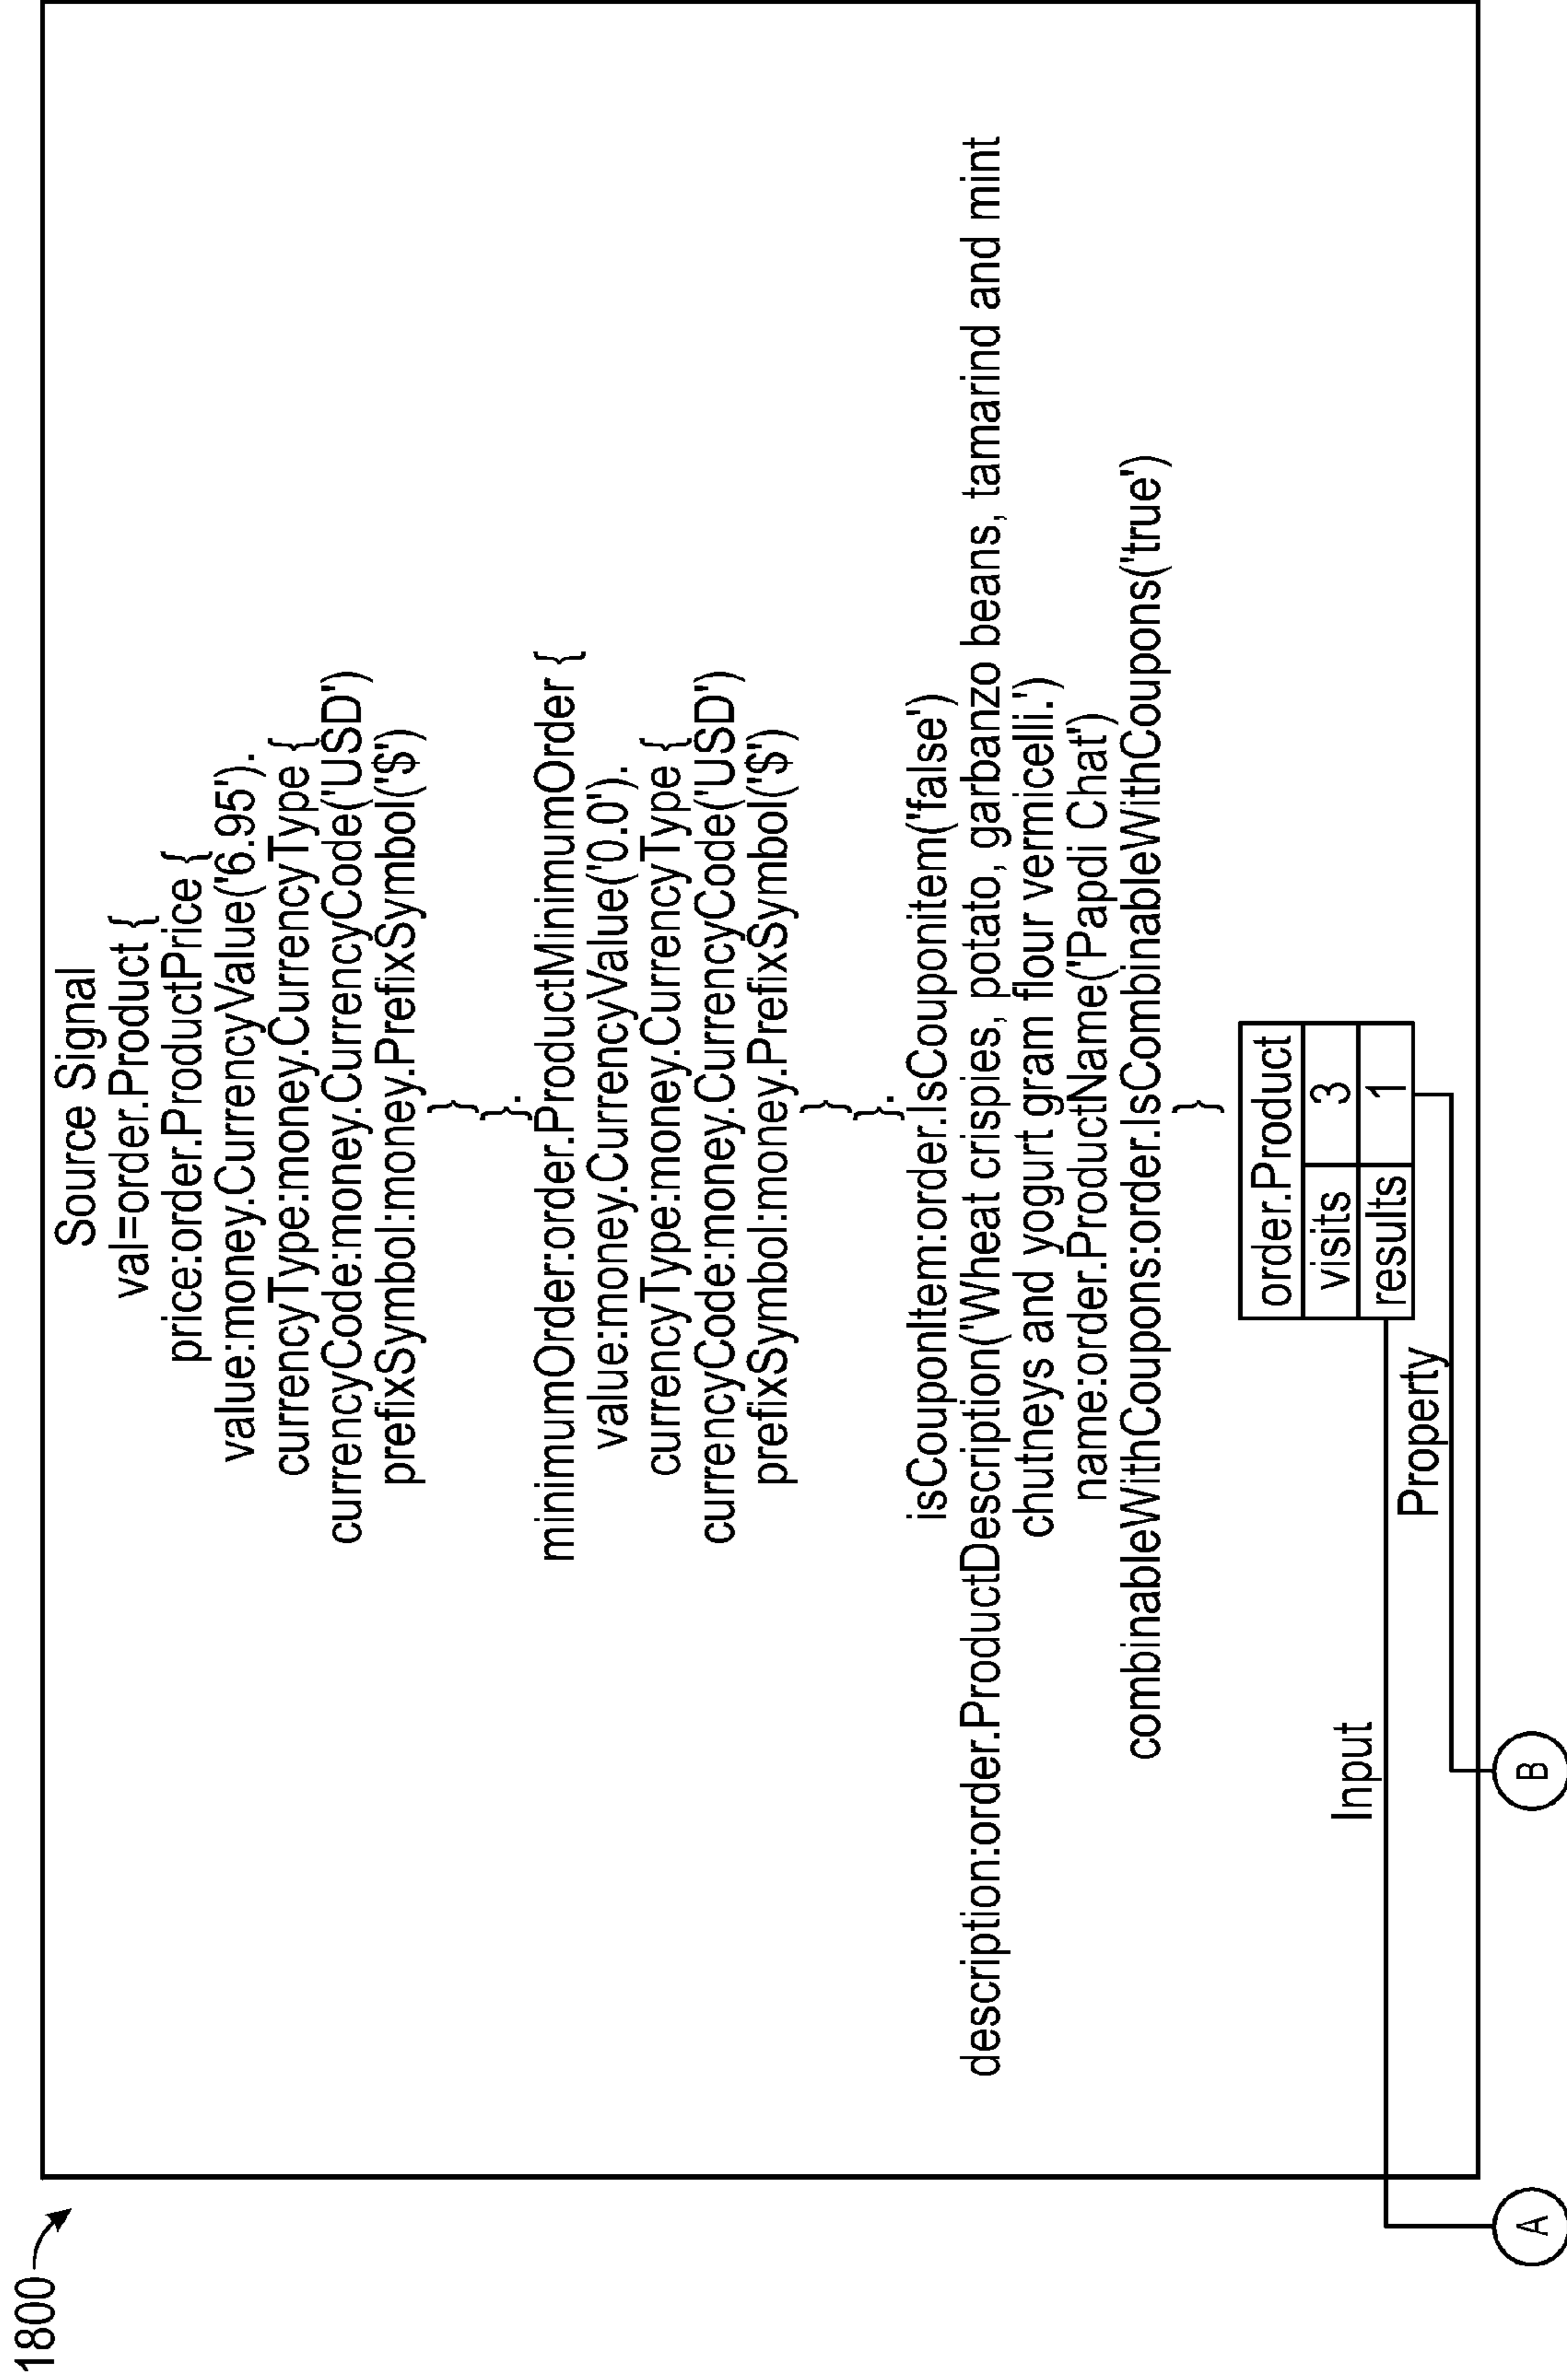 1800
Source Signal
val=order.Product {
price:order.ProductPrice {
value:money.CurrencyValue('6.95').
currencyType:money.CurrencyType {
currencyCode:money.CurrencyCode('USD')
prefixSymbol:money.PrefixSymbol('$')
}
}.
minimumOrder:order.ProductMinimumOrder {
value:money.CurrencyValue('0.0').
currencyType:money.CurrencyType {
currencyCode:money.CurrencyCode('USD')
prefixSymbol:money.PrefixSymbol('$')
}
}.
isCouponItem:order.IsCouponitem('false')
description:order.ProductDescription('Wheat crispies, potato, garbanzo beans, tamarind and mint
chutneys and yogurt gram flour vermicelli.')
name:order.ProductName('Papdi Chat')
combinableWithCoupons:order.IsCombinableWithCoupons('true')
}
order.Product
visits 3
results 1
Input
Property
A
B